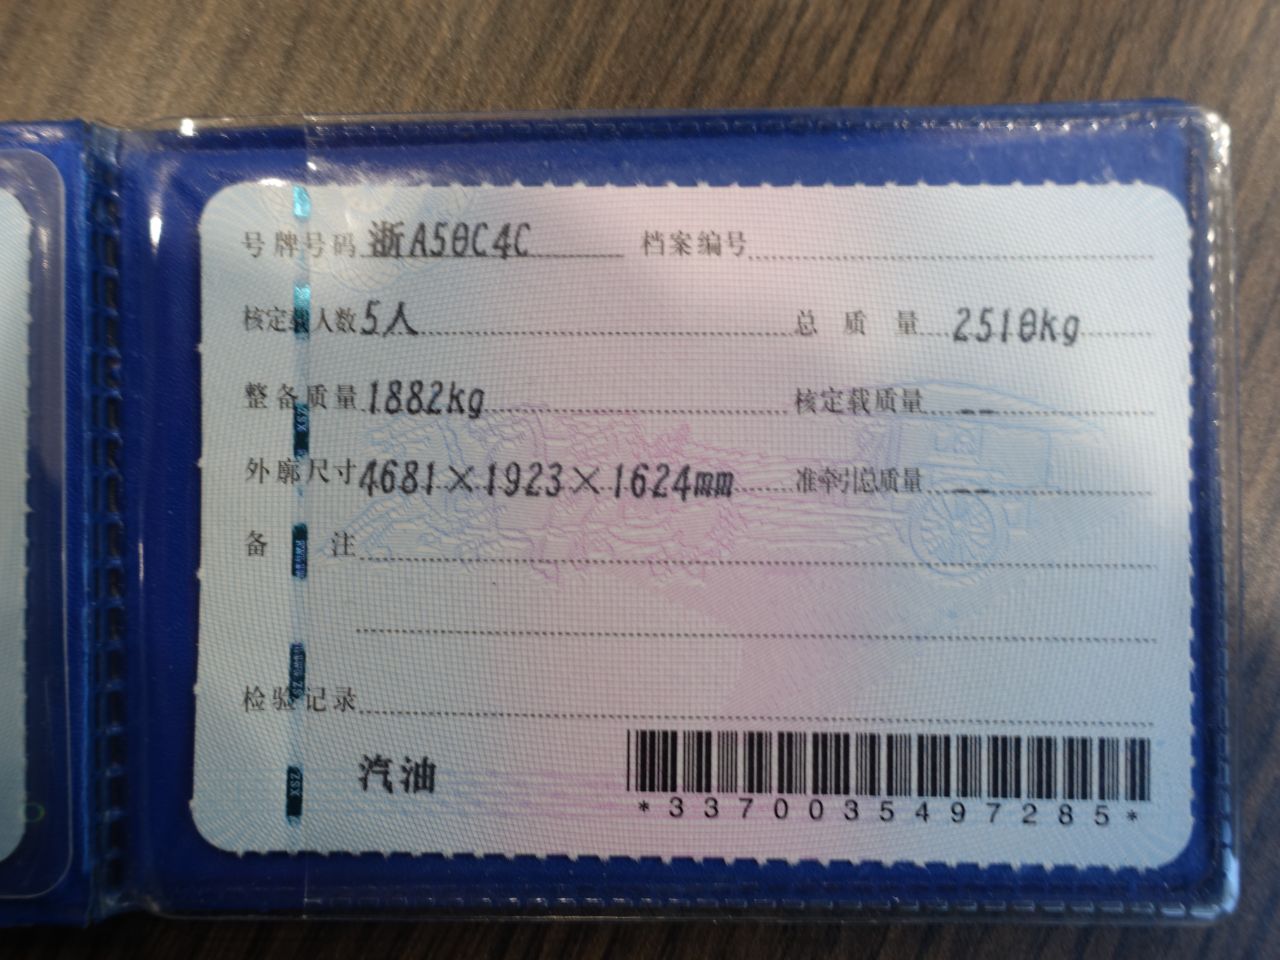 号牌号码 浙A50C4C 档案编号
核定载人数 5人 总质量 2510kg
整备质量 1882kg 核定载质量 --
外廓尺寸 4681×1923×1624mm 准牵引总质量 --
备注
检验记录
汽油
*3370035497285*